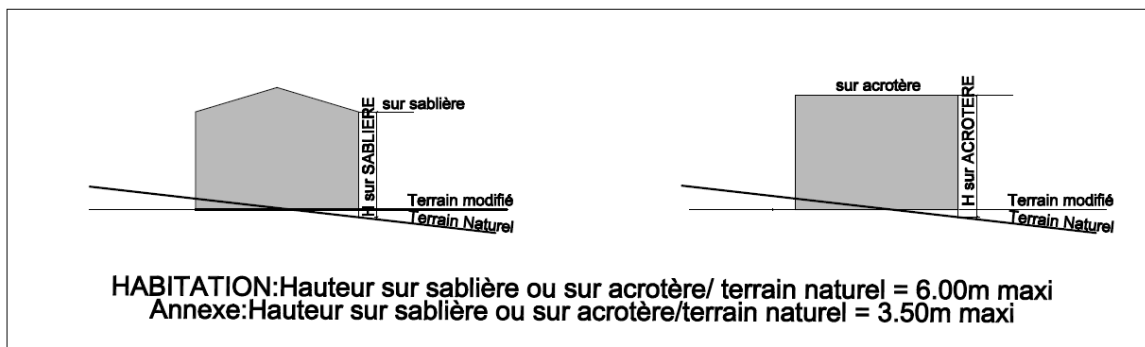 sur sablière
H sur SABLIERE
Terrain modifié
Terrain Naturel
sur acrotère
H sur ACROTERE
Terrain modifié
Terrain Naturel
HABITATION:Hauteur sur sablière ou sur acrotère/ terrain naturel = 6.00m maxi
Annexe:Hauteur sur sablière ou sur acrotère/terrain naturel = 3.50m maxi